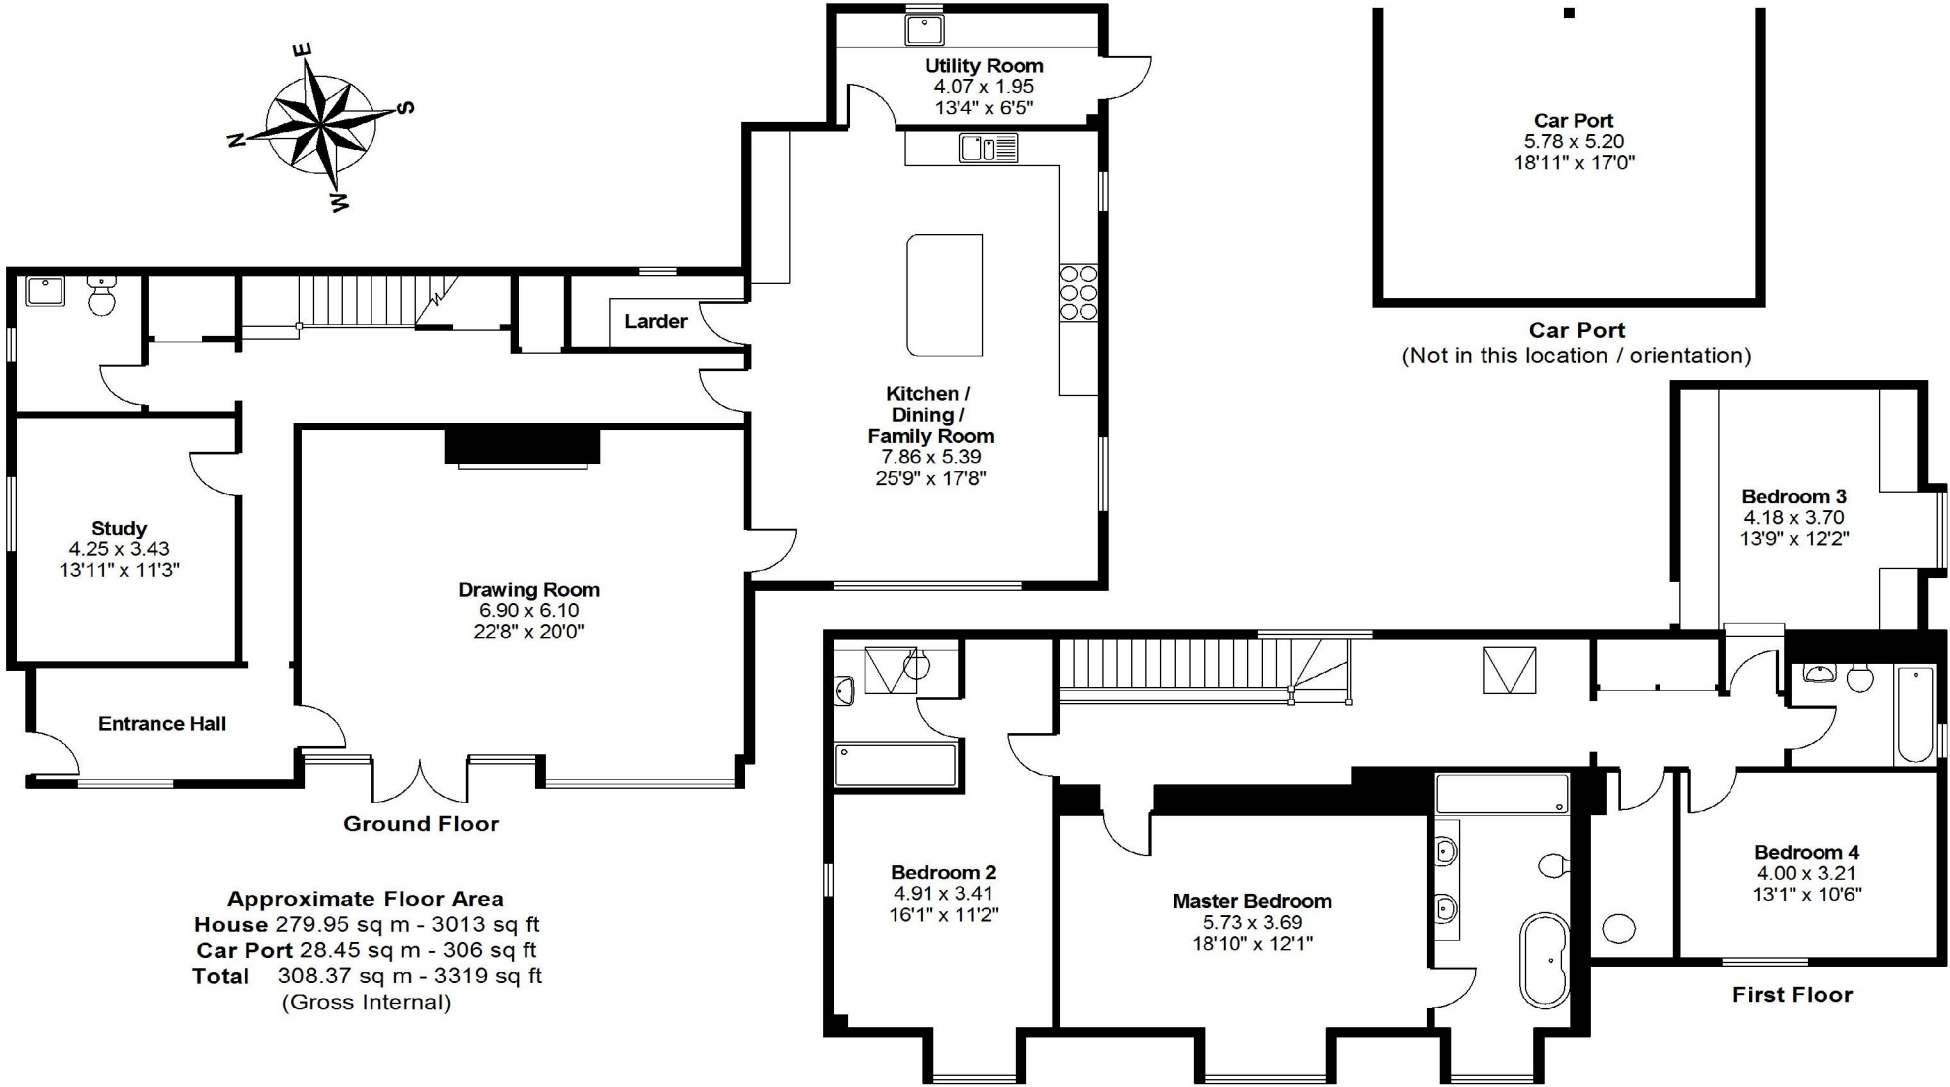 E
S
N
W
Utility Room
4.07 x 1.95
13'4" x 6'5"
Larder
Kitchen /
Dining /
Family Room
7.86 x 5.39
25'9" x 17'8"
Study
4.25 x 3.43
13'11" x 11'3"
Drawing Room
6.90 x 6.10
22'8" x 20'0"
Entrance Hall
Ground Floor
Approximate Floor Area
House 279.95 sq m - 3013 sq ft
Car Port 28.45 sq m - 306 sq ft
Total 308.37 sq m - 3319 sq ft
(Gross Internal)
Car Port
5.78 x 5.20
18'11" x 17'0"
Car Port
(Not in this location / orientation)
Bedroom 3
4.18 x 3.70
13'9" x 12'2"
Bedroom 2
4.91 x 3.41
16'1" x 11'2"
Master Bedroom
5.73 x 3.69
18'10" x 12'1"
Bedroom 4
4.00 x 3.21
13'1" x 10'6"
First Floor